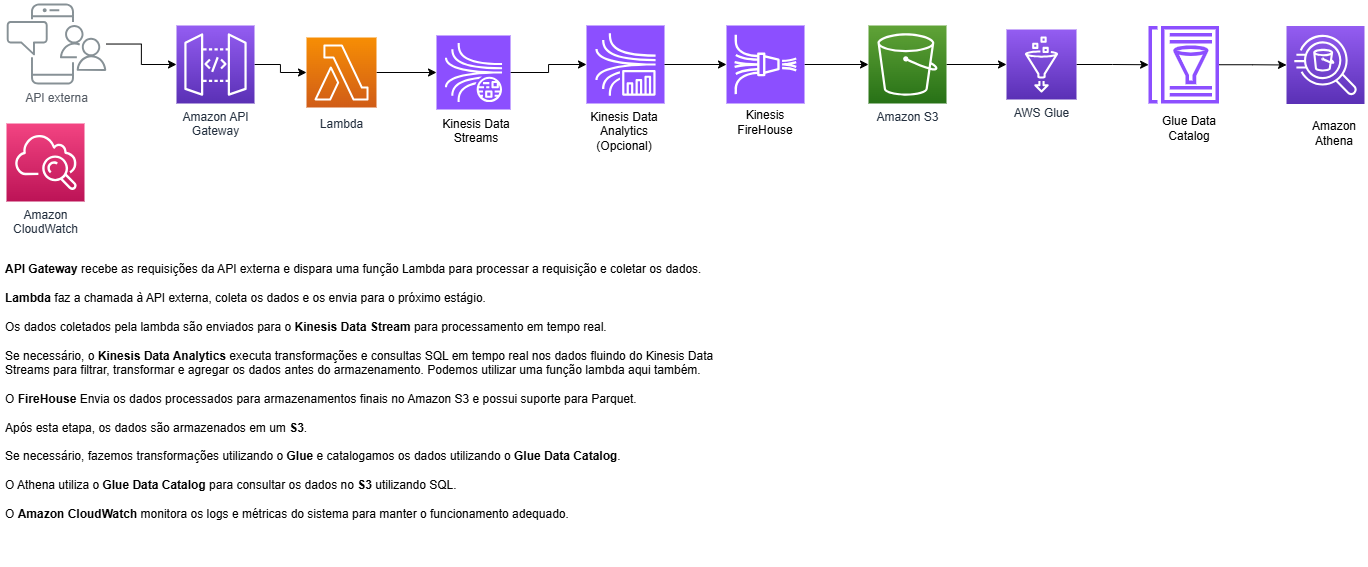 API externa
Amazon API
Gateway
Lambda
Kinesis Data
Streams
Kinesis Data
Analytics
(Opcional)
Kinesis
FireHouse
Amazon S3
AWS Glue
Glue Data
Catalog
Amazon
Athena
Amazon
CloudWatch
API Gateway recebe as requisições da API externa e dispara uma função Lambda para processar a requisição e coletar os dados.
Lambda faz a chamada à API externa, coleta os dados e os envia para o próximo estágio.
Os dados coletados pela lambda são enviados para o Kinesis Data Stream para processamento em tempo real.
Se necessário, o Kinesis Data Analytics executa transformações e consultas SQL em tempo real nos dados fluindo do Kinesis Data
Streams para filtrar, transformar e agregar os dados antes do armazenamento. Podemos utilizar uma função lambda aqui também.
O FireHouse Envia os dados processados para armazenamentos finais no Amazon S3 e possui suporte para Parquet.
Após esta etapa, os dados são armazenados em um S3.
Se necessário, fazemos transformações utilizando o Glue e catalogamos os dados utilizando o Glue Data Catalog.
O Athena utiliza o Glue Data Catalog para consultar os dados no S3 utilizando SQL.
O Amazon CloudWatch monitora os logs e métricas do sistema para manter o funcionamento adequado.